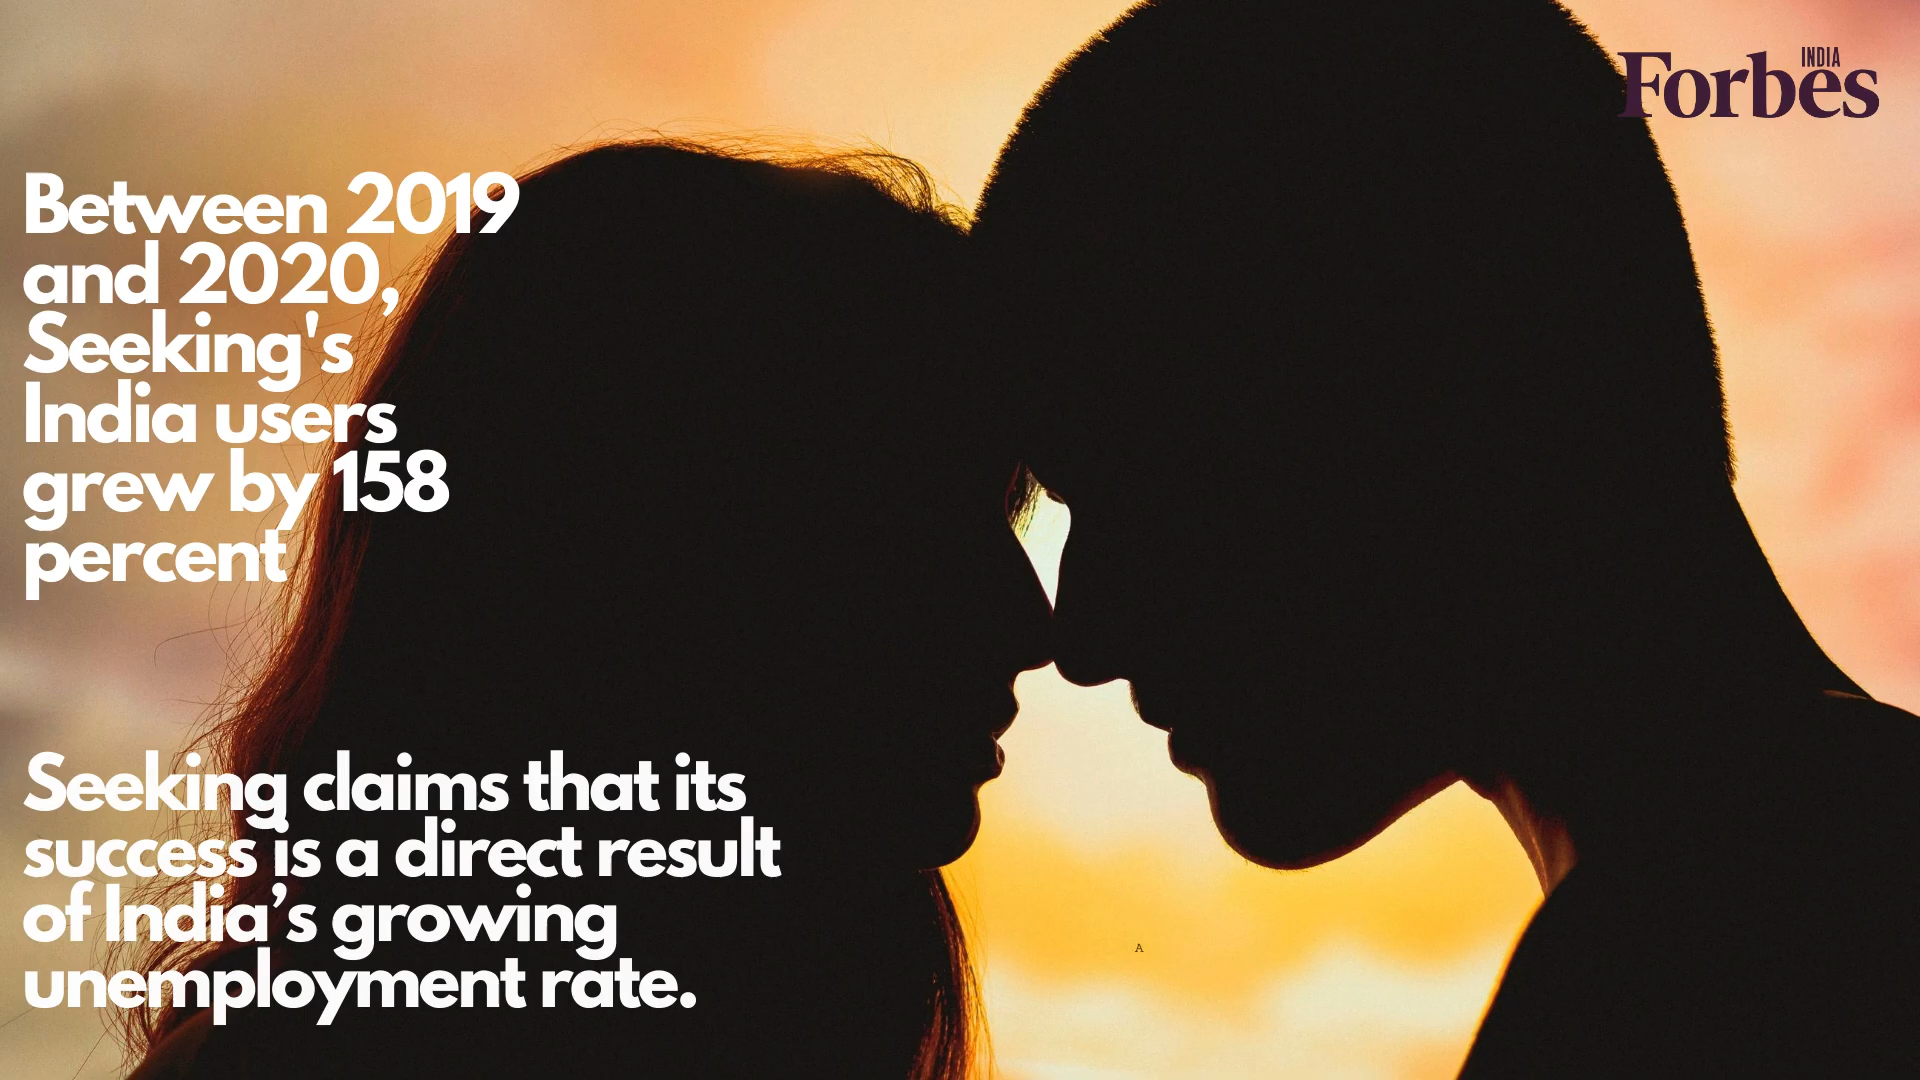 INDIA
Forbes
Between 2019
and 2020,
Seeking's
India users
grew by 158
percent
Seeking claims that its
success is a direct result
of India’s growing
unemployment rate.
A